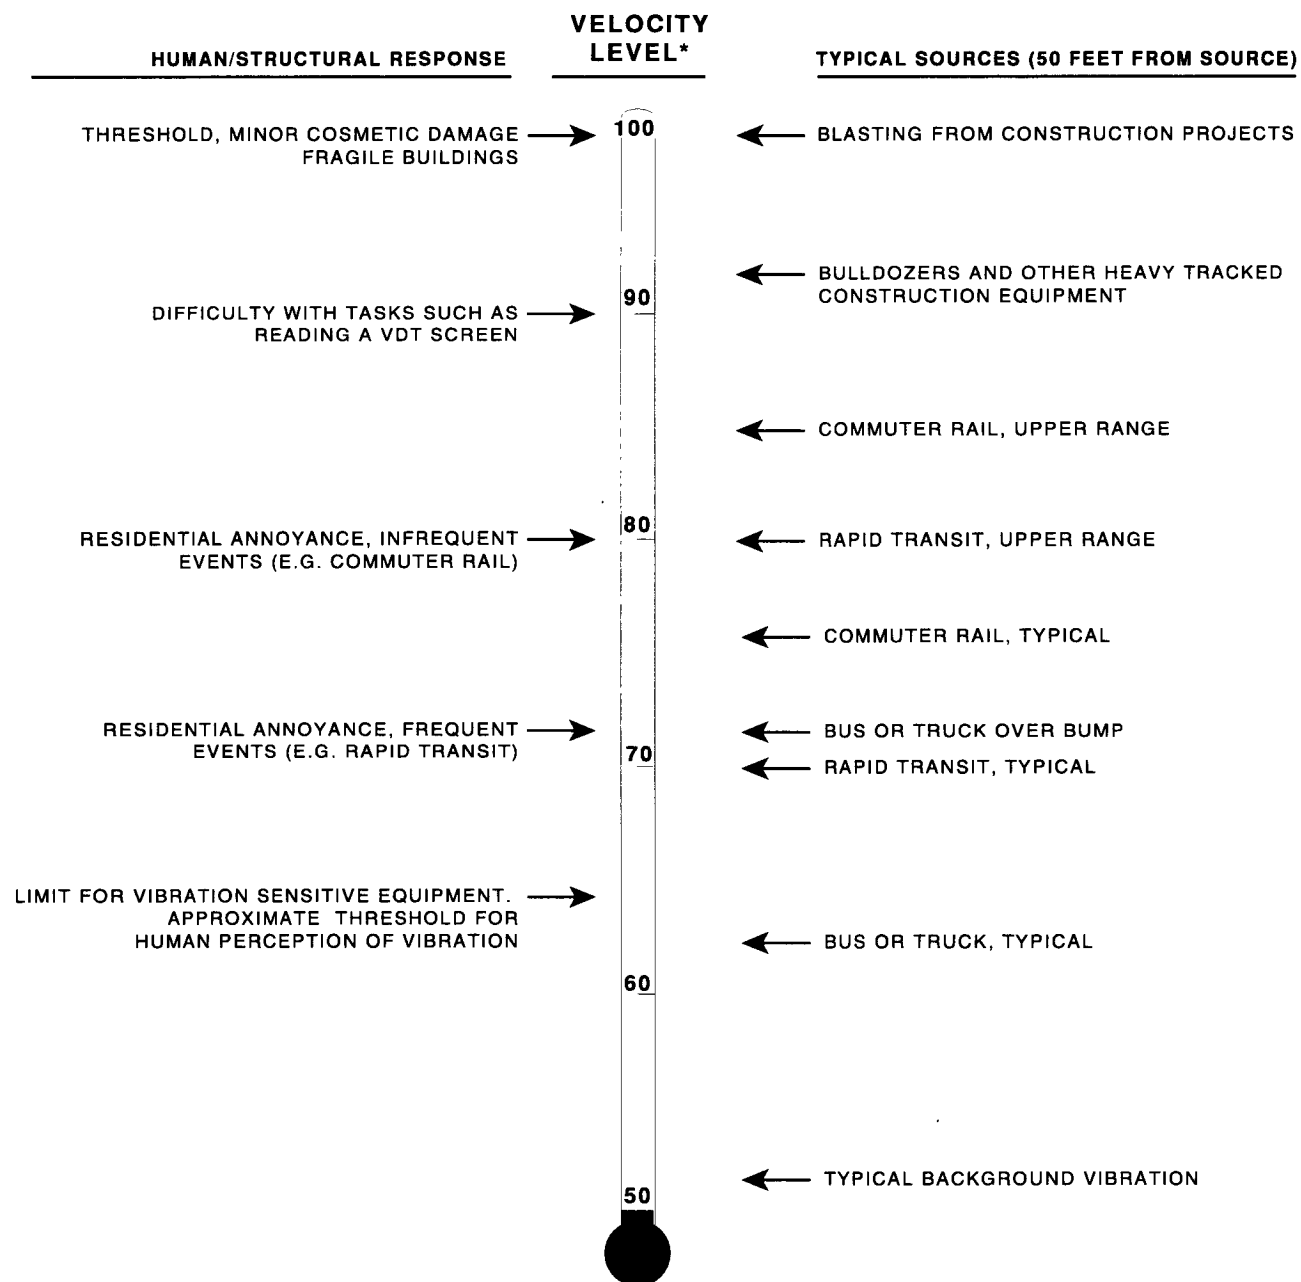 VELOCITY
LEVEL*
HUMAN/STRUCTURAL RESPONSE
TYPICAL SOURCES (50 FEET FROM SOURCE)
THRESHOLD, MINOR COSMETIC DAMAGE
FRAGILE BUILDINGS
100
BLASTING FROM CONSTRUCTION PROJECTS
BULLDOZERS AND OTHER HEAVY TRACKED
CONSTRUCTION EQUIPMENT
DIFFICULTY WITH TASKS SUCH AS
READING A VDT SCREEN
90
COMMUTER RAIL, UPPER RANGE
RESIDENTIAL ANNOYANCE, INFREQUENT
EVENTS (E.G. COMMUTER RAIL)
80
RAPID TRANSIT, UPPER RANGE
COMMUTER RAIL, TYPICAL
RESIDENTIAL ANNOYANCE, FREQUENT
EVENTS (E.G. RAPID TRANSIT)
BUS OR TRUCK OVER BUMP
70
RAPID TRANSIT, TYPICAL
LIMIT FOR VIBRATION SENSITIVE EQUIPMENT.
APPROXIMATE THRESHOLD FOR
HUMAN PERCEPTION OF VIBRATION
BUS OR TRUCK, TYPICAL
60
TYPICAL BACKGROUND VIBRATION
50